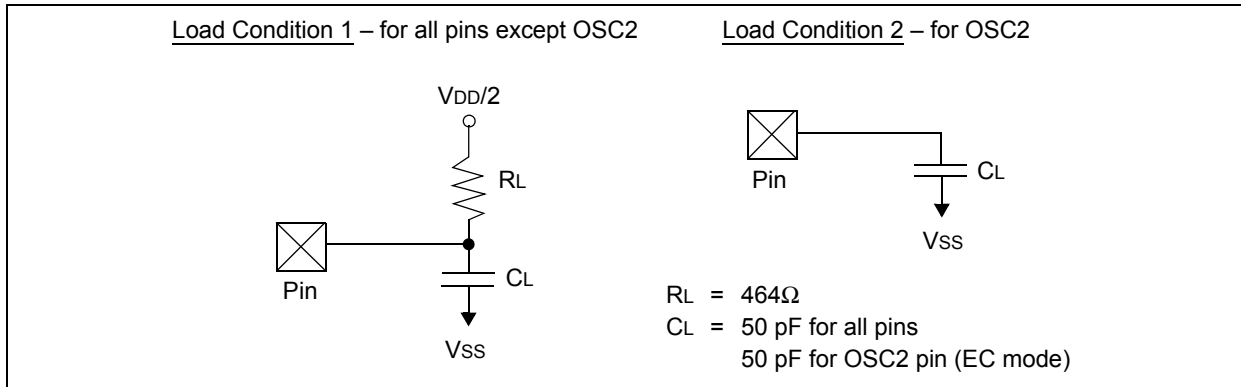 Load Condition 1 – for all pins except OSC2
VDD/2
RL
Pin
CL
VSS
Load Condition 2 – for OSC2
Pin
CL
VSS
RL = 464Ω
CL = 50 pF for all pins
50 pF for OSC2 pin (EC mode)